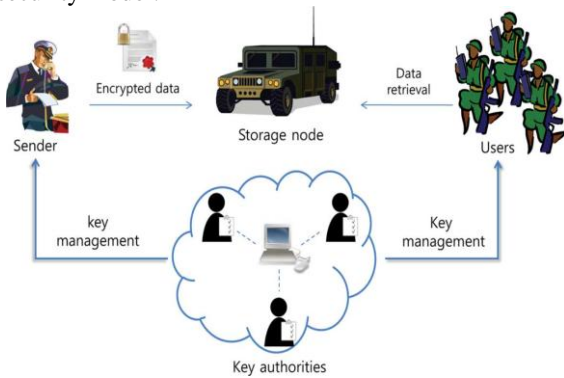 Encrypted data
Data
retrieval
Storage node
Sender
Users
key
management
Key
management
Key authorities